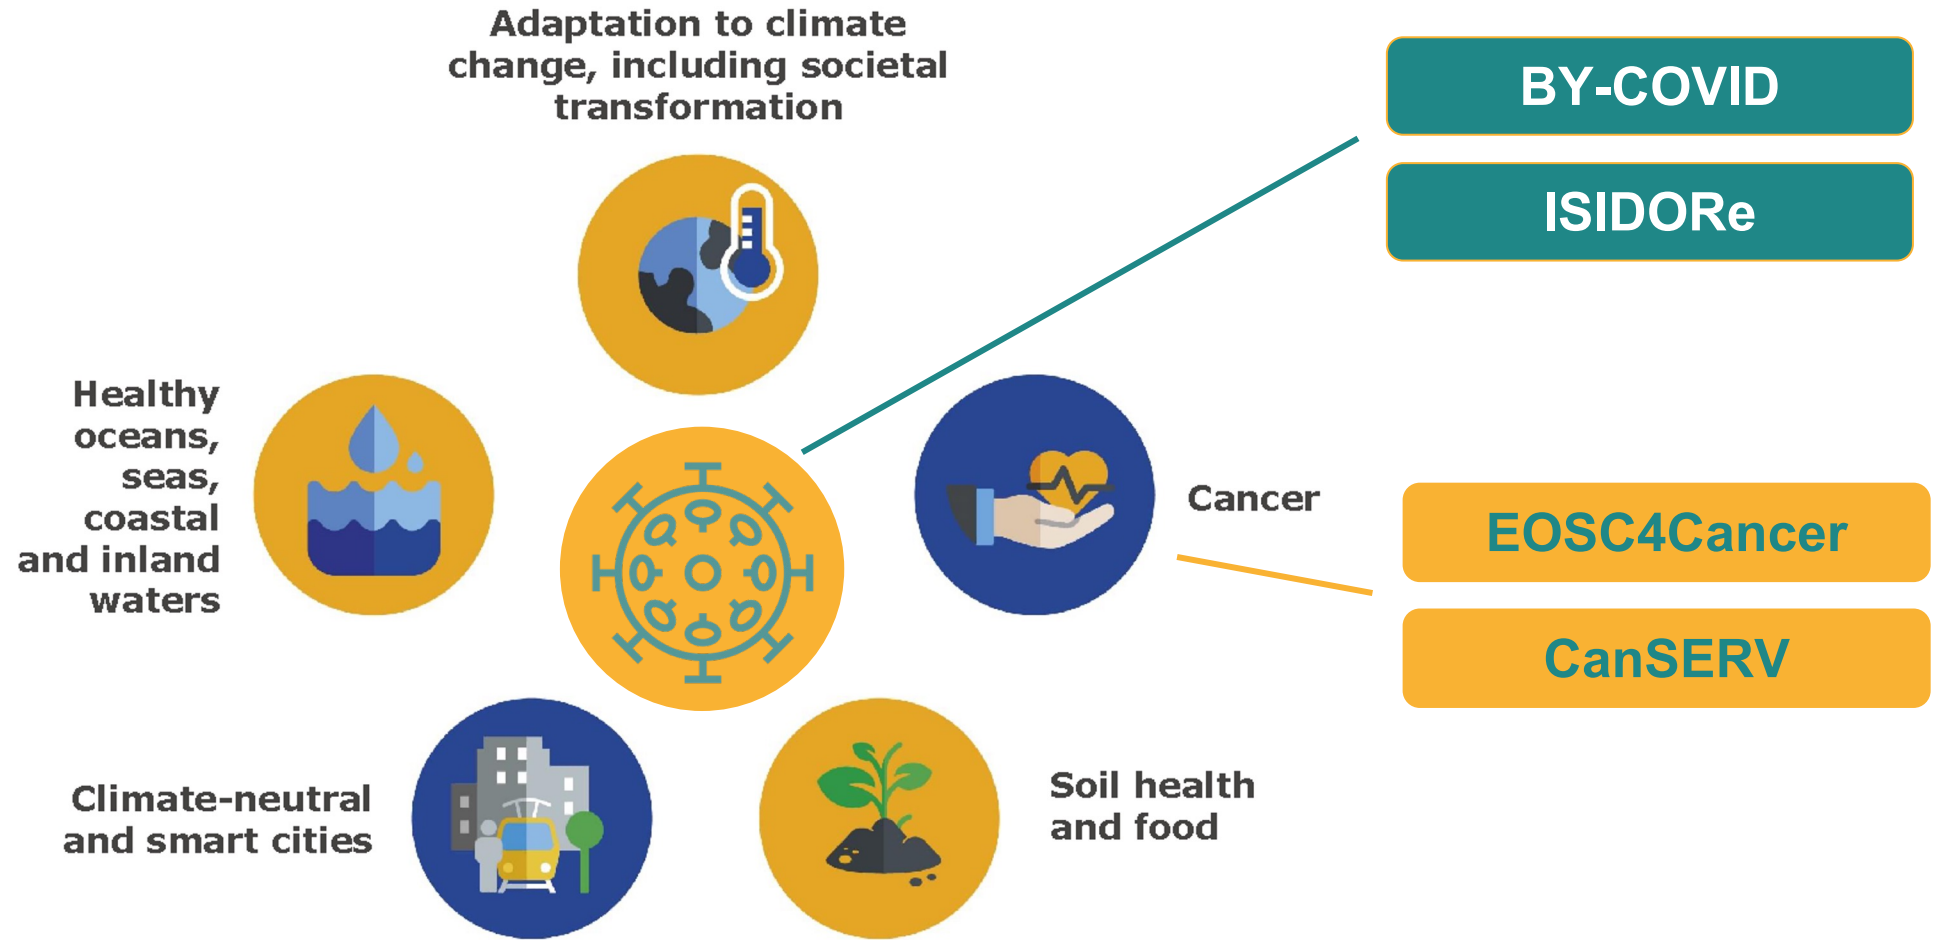 Adaptation to climate
change, including societal
transformation
BY-COVID
ISIDORe
Healthy
oceans,
seas,
coastal
and inland
waters
Cancer
EOSC4Cancer
CanSERV
Climate-neutral
and smart cities
Soil health
and food